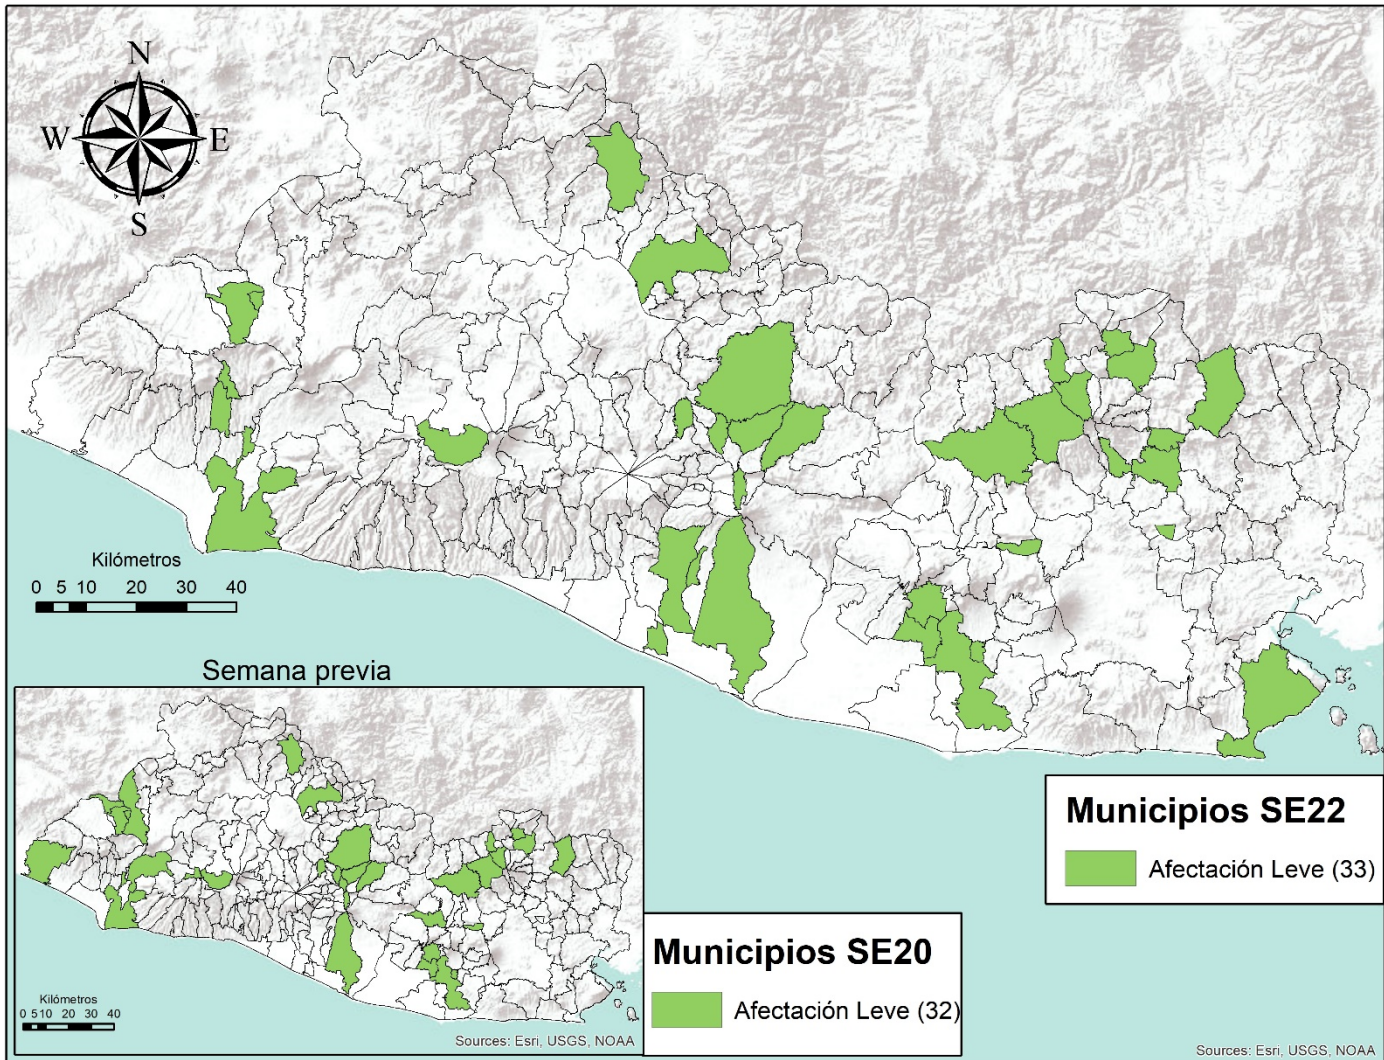 N
W E
S
Kilómetros
0 5 10 20 30 40
Semana previa
Kilómetros
0 5 10 20 30 40
Sources: Esri, USGS, NOAA
Municipios SE20
Afectación Leve (32)
Municipios SE22
Afectación Leve (33)
Sources: Esri, USGS, NOAA